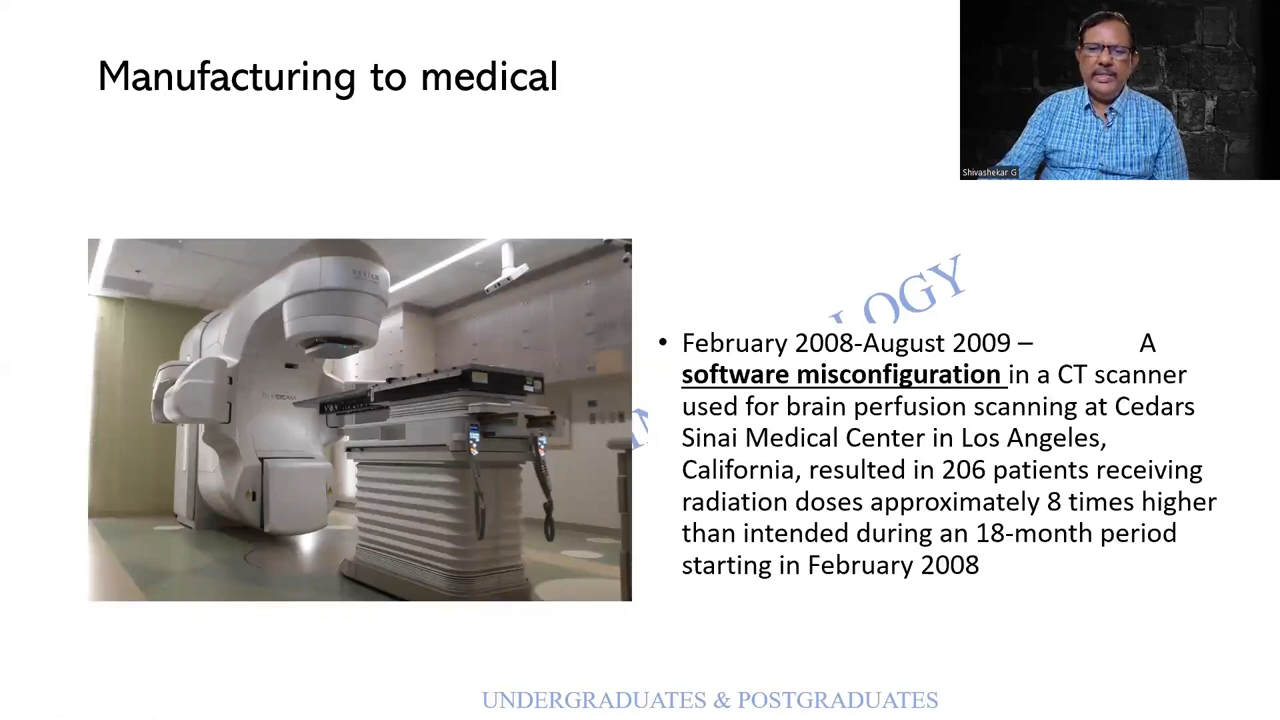 Manufacturing to medical
Shivashekar G
VARIAN
LOGY
• February 2008-August 2009 – A
software misconfiguration in a CT scanner
used for brain perfusion scanning at Cedars
Sinai Medical Center in Los Angeles,
California, resulted in 206 patients receiving
radiation doses approximately 8 times higher
than intended during an 18-month period
starting in February 2008
UNDERGRADUATES & POSTGRADUATES